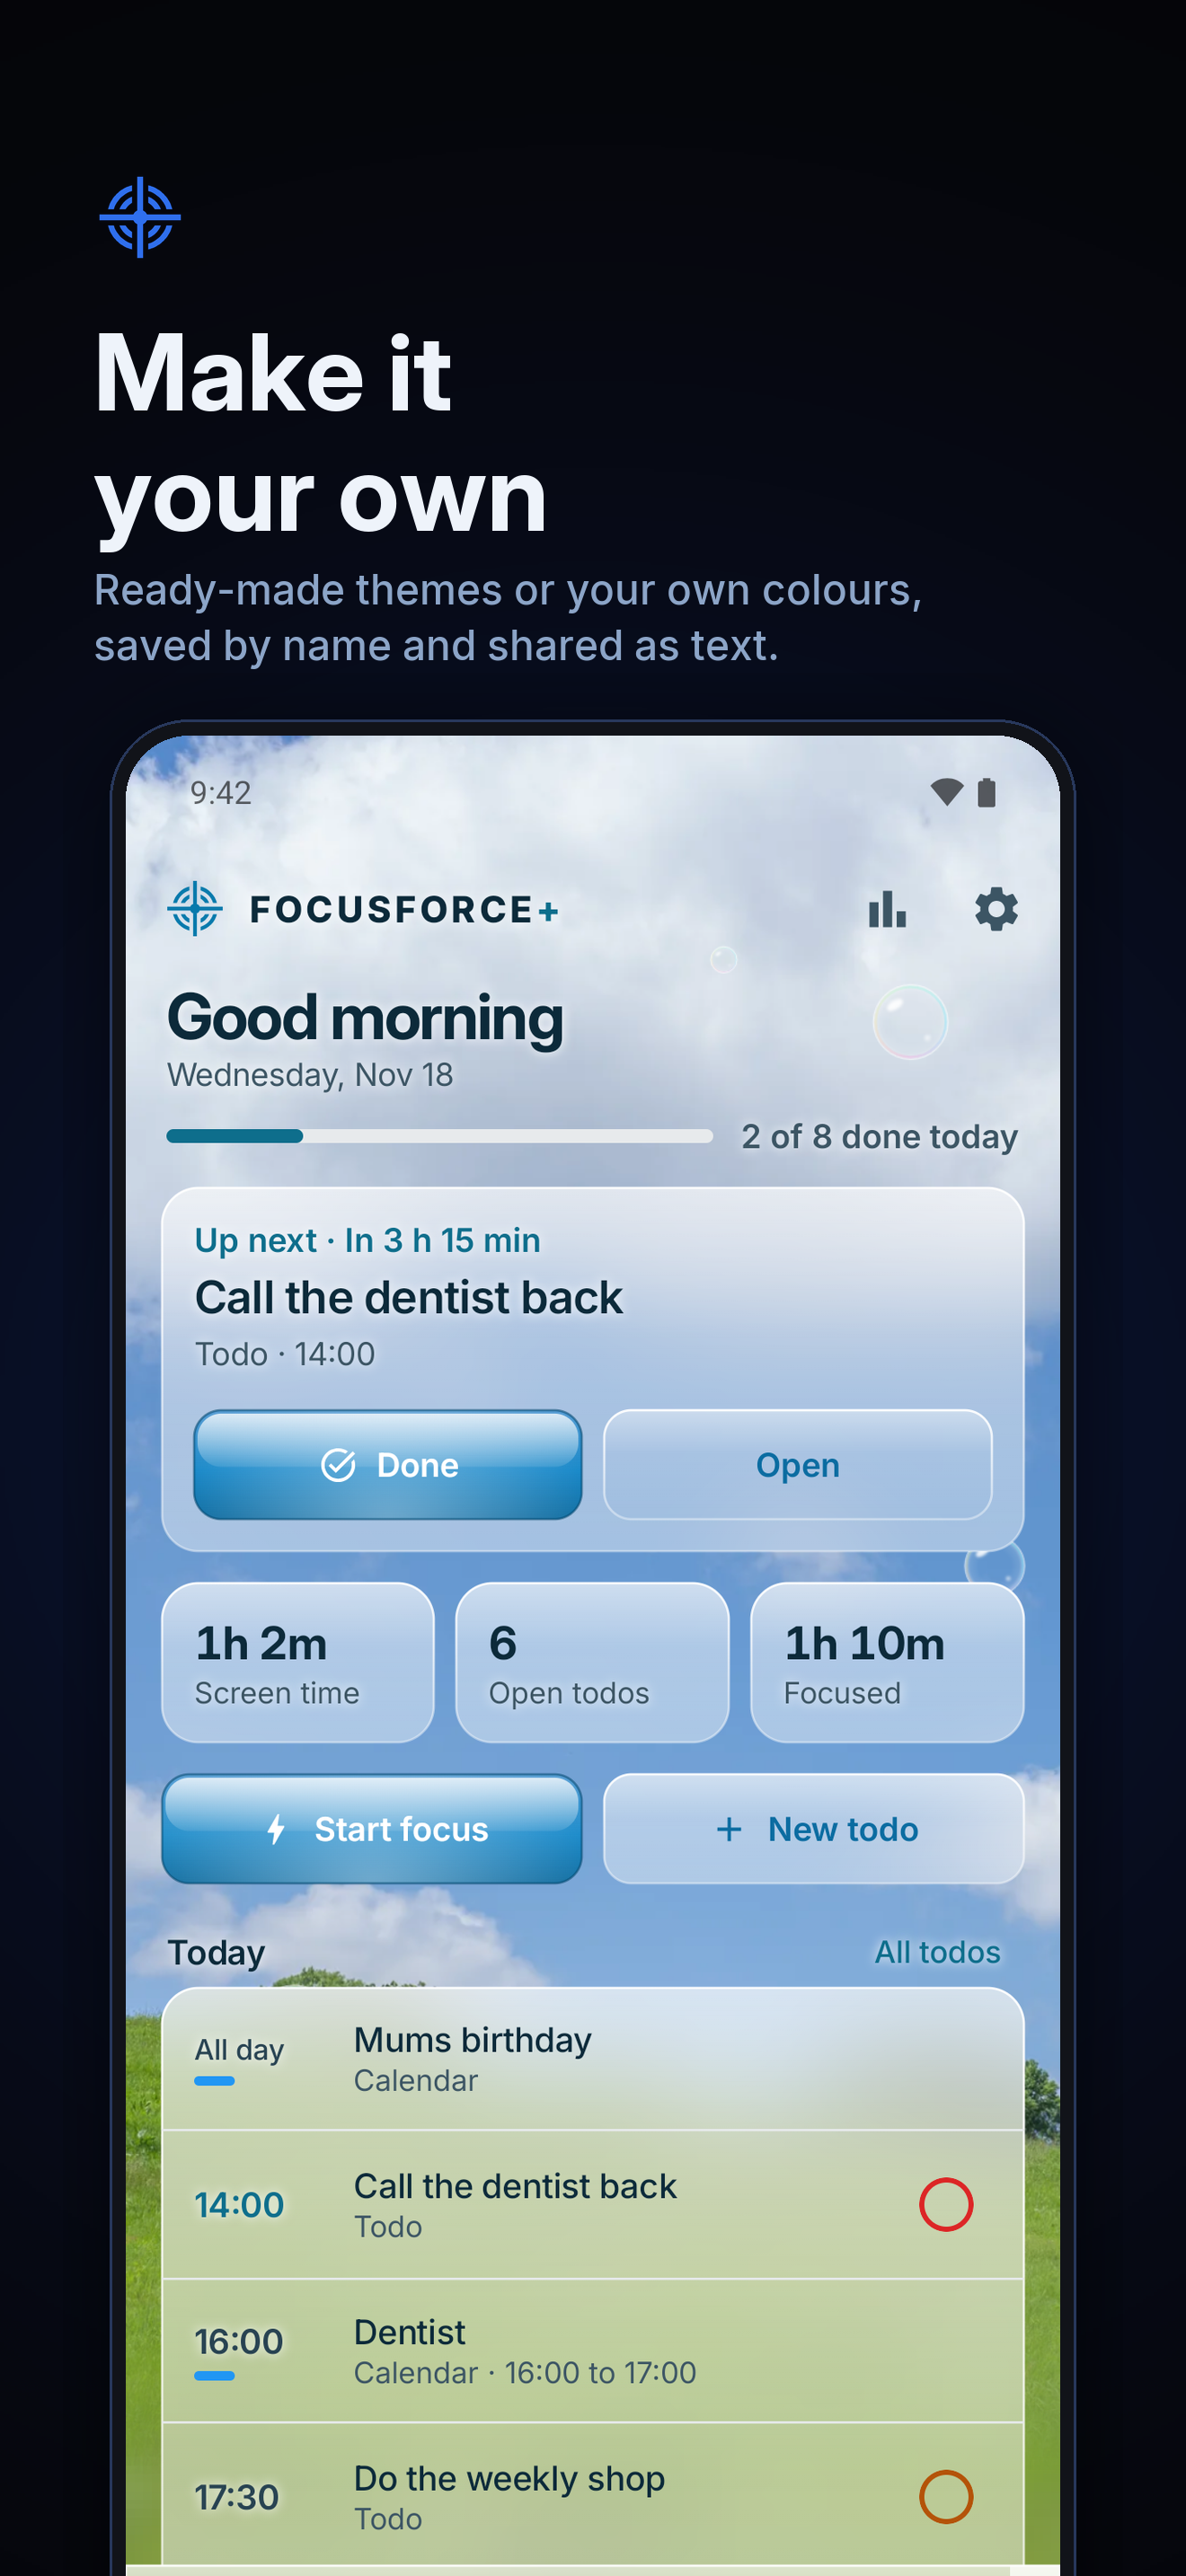 Make it
your own
Ready-made themes or your own colours,
saved by name and shared as text.
9:42
FOCUSFORCE+
Good morning
Wednesday, Nov 18
2 of 8 done today
Up next · In 3 h 15 min
Call the dentist back
Todo · 14:00
Done
Open
1h 2m
Screen time
6
Open todos
1h 10m
Focused
Start focus
+ New todo
Today
All todos
All day
Mums birthday
Calendar
14:00
Call the dentist back
Todo
16:00
Dentist
Calendar · 16:00 to 17:00
17:30
Do the weekly shop
Todo